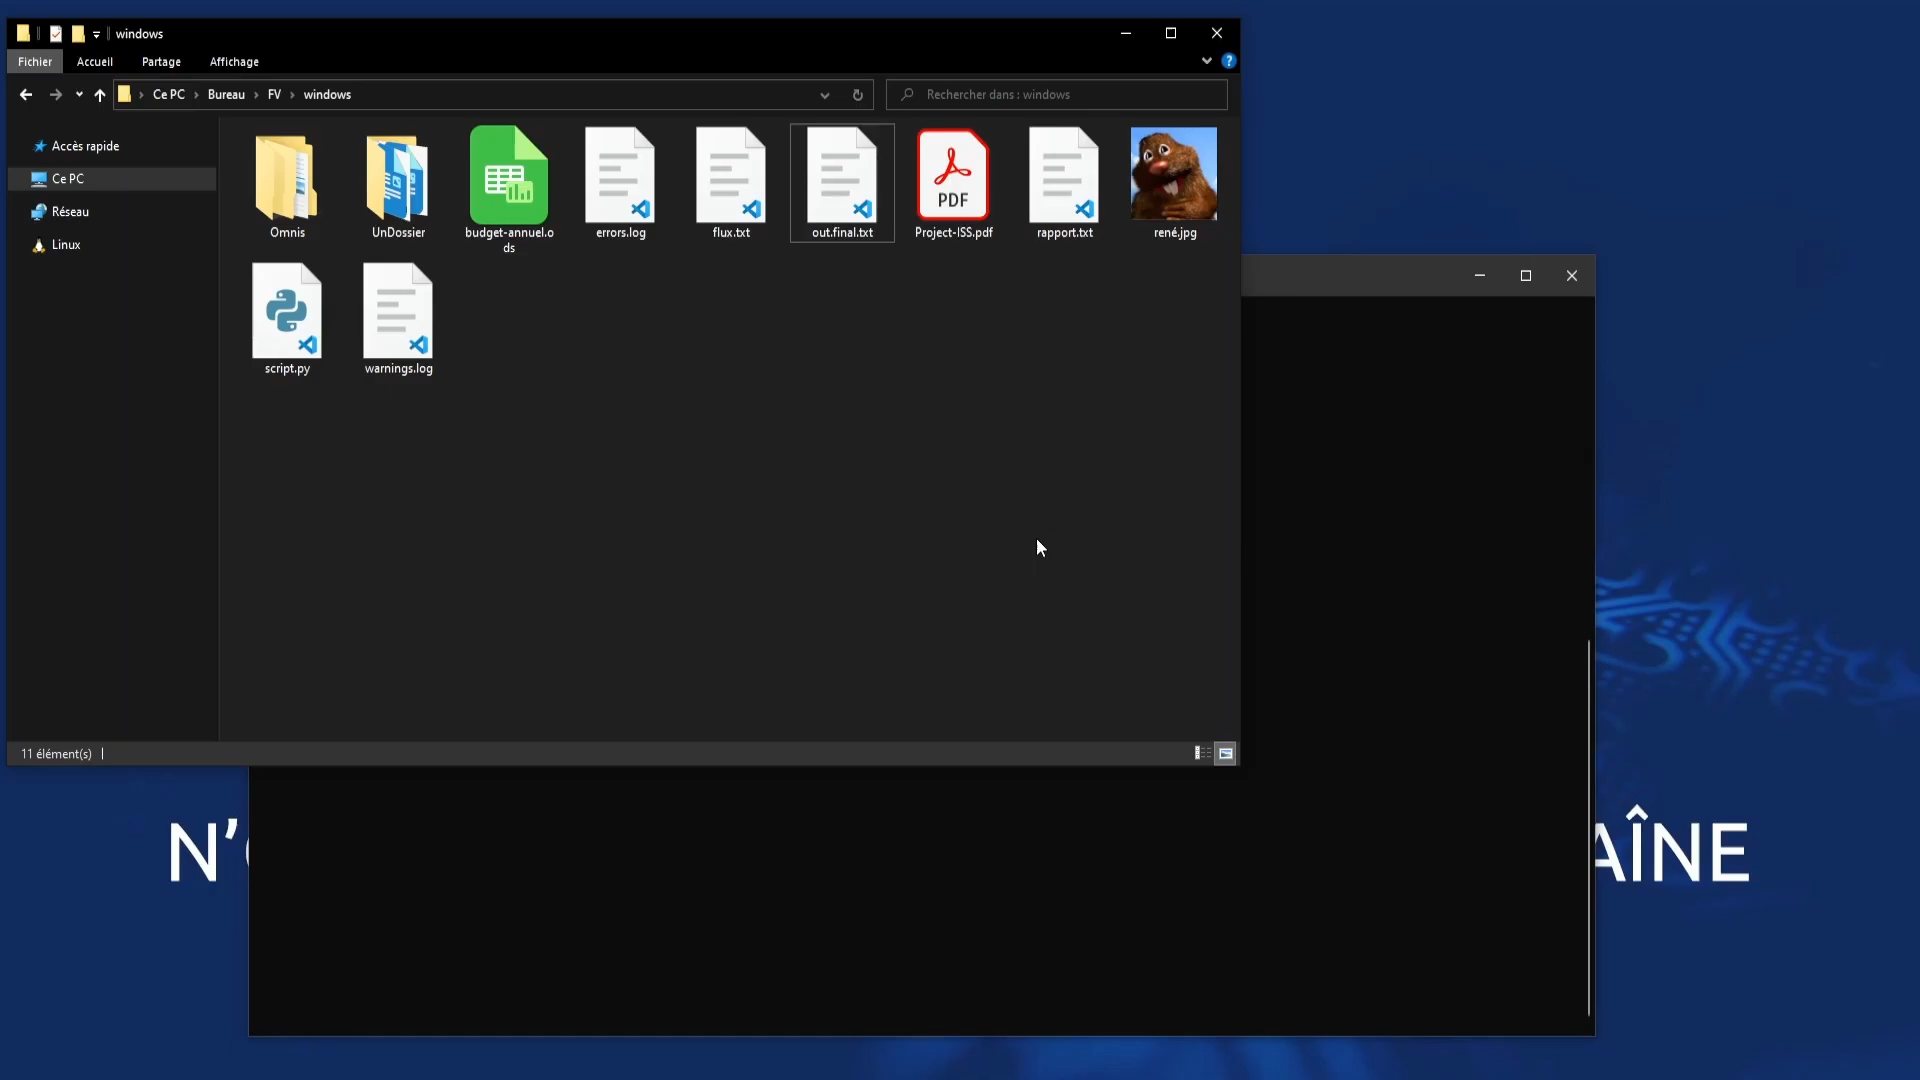 windows
Fichier Accueil Partage Affichage
Ce PC Bureau FV windows
Rechercher dans : windows
Accès rapide
Ce PC
Réseau
Linux
Omnis
UnDossier
budget-annuel.o
ds
errors.log
flux.txt
out.final.txt
PDF
Project-ISS.pdf
rapport.txt
rené.jpg
script.py
warnings.log
11 élément(s)
N’
AÎNE